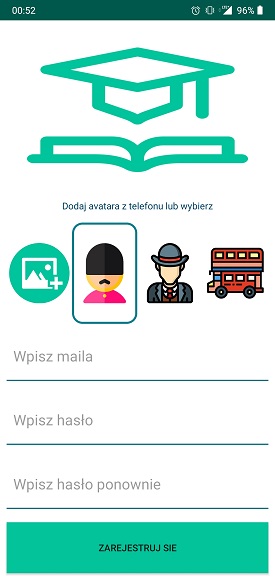 00:52 96%
Dodaj avatara z telefonu lub wybierz
Wpisz maila
Wpisz hasło
Wpisz hasło ponownie
ZAREJESTRUJ SIE